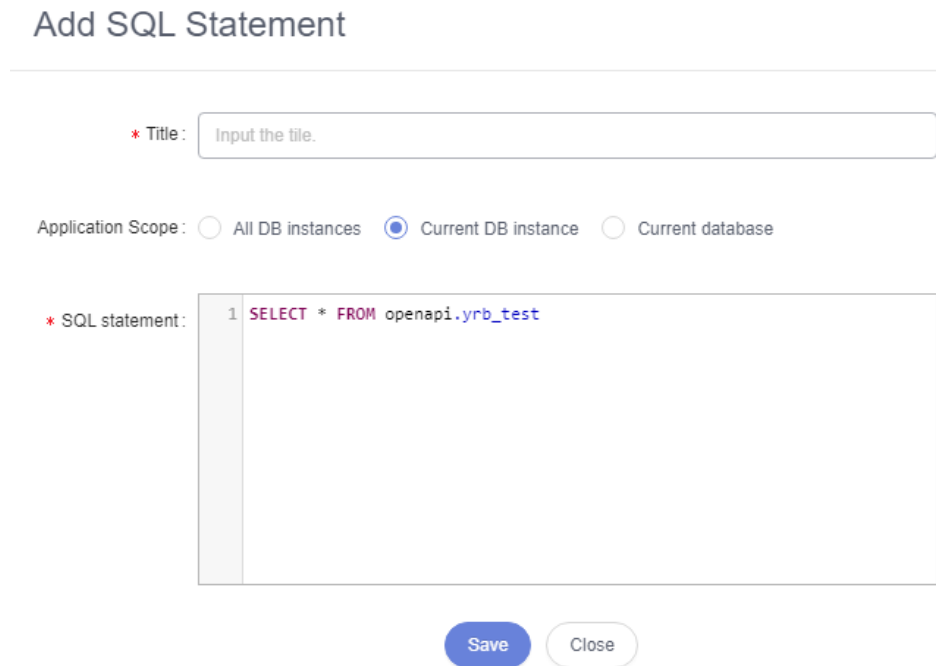 Add SQL Statement
* Title : Input the tile.
Application Scope : All DB instances Current DB instance Current database
* SQL statement : 1 SELECT * FROM openapi.yrb_test
Save Close